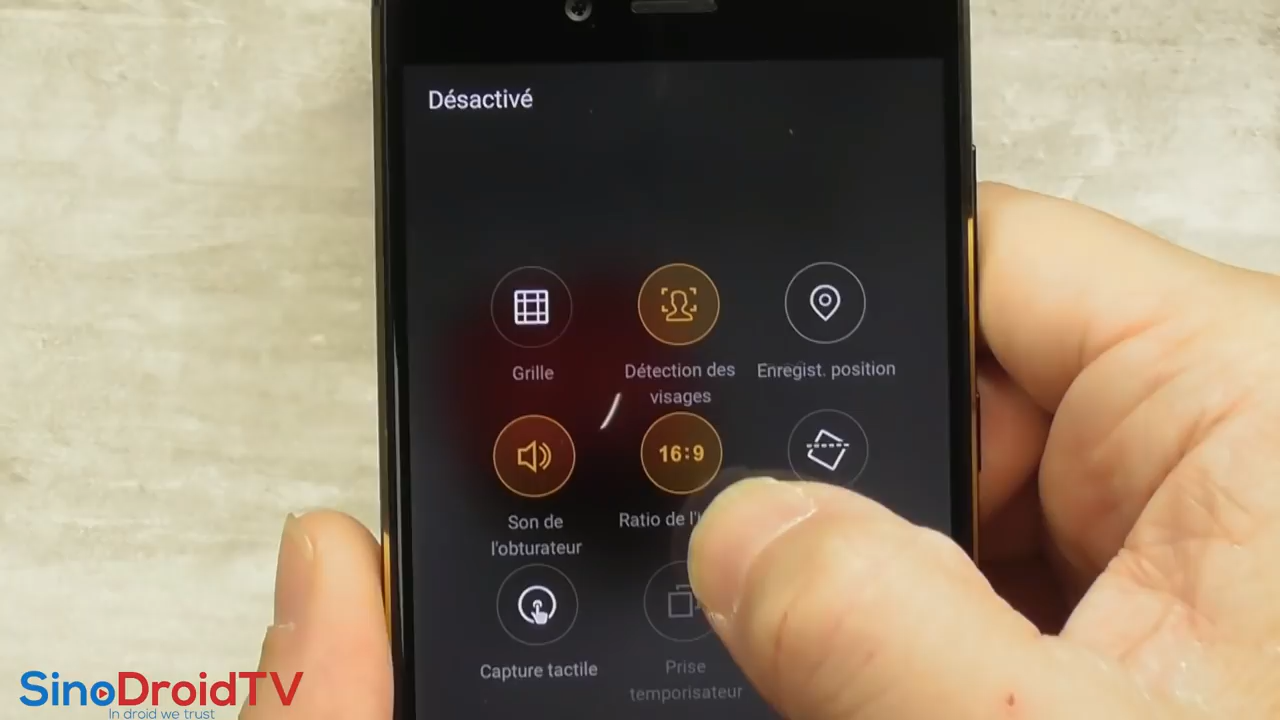 Désactivé
Grille
Détection des
visages
Enregist. position
16:9
Son de
l'obturateur
Ratio de
Capture tactile
Prise
temporisateur
SinoDroidTV
In droid we trust